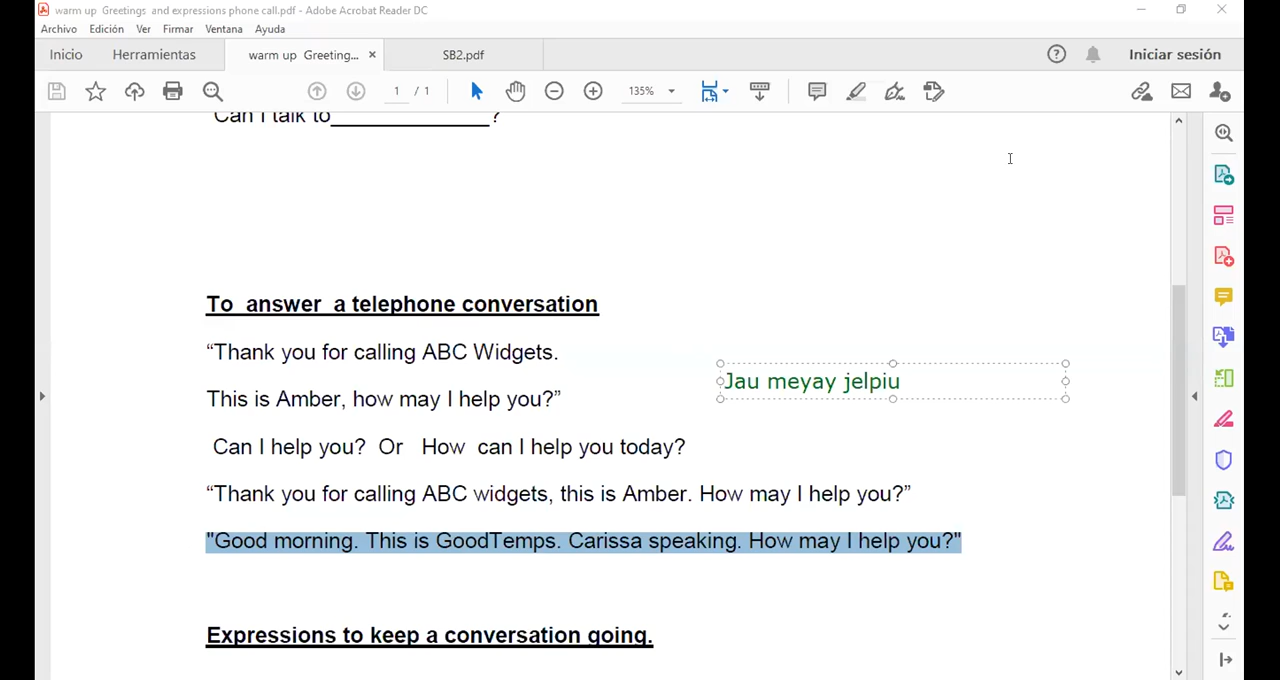 warm up Greetings and expressions phone call.pdf - Adobe Acrobat Reader DC
Archivo Edición Ver Firmar Ventana Ayuda
Inicio Herramientas warm up Greeting... × SB2.pdf Iniciar sesión
1 / 1 135%
Can I talk to______________?
To answer a telephone conversation
“Thank you for calling ABC Widgets.
Jau meyay jelpiu
This is Amber, how may I help you?”
Can I help you? Or How can I help you today?
“Thank you for calling ABC widgets, this is Amber. How may I help you?”
"Good morning. This is GoodTemps. Carissa speaking. How may I help you?"
Expressions to keep a conversation going.